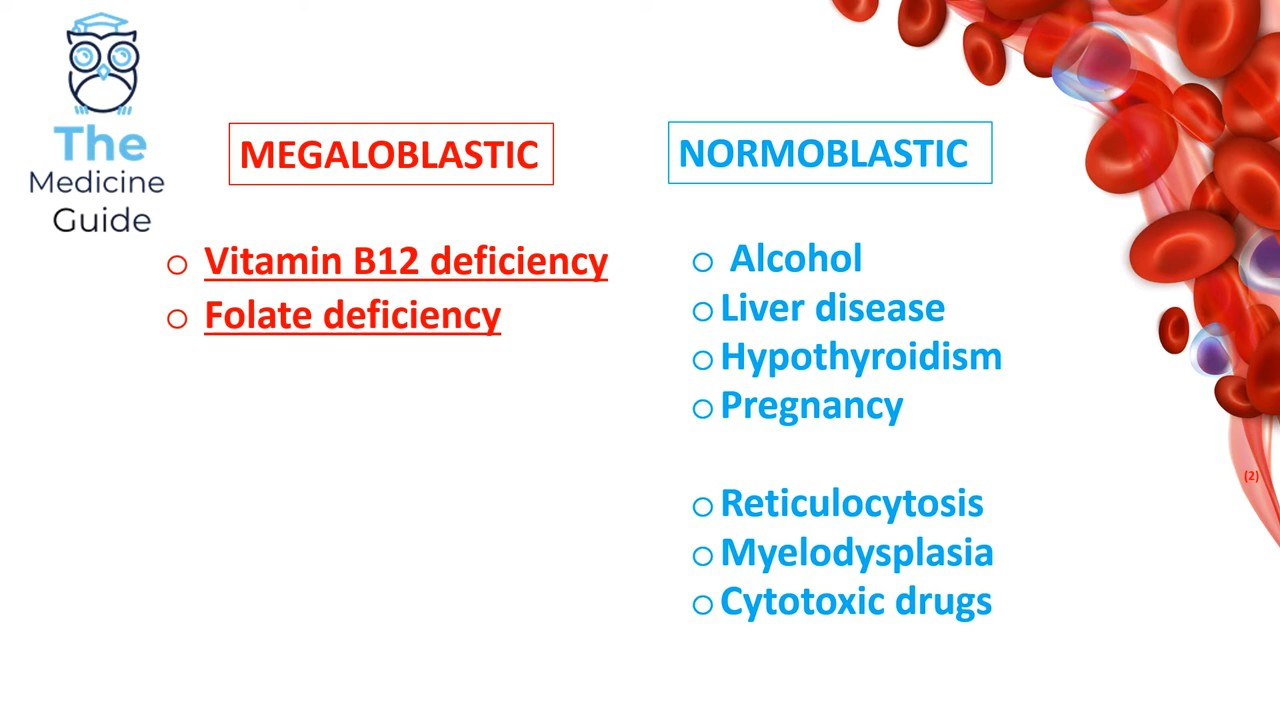 The
Medicine
Guide
MEGALOBLASTIC
○ Vitamin B12 deficiency
○ Folate deficiency
NORMOBLASTIC
○ Alcohol
○ Liver disease
○ Hypothyroidism
○ Pregnancy
○ Reticulocytosis
○ Myelodysplasia
○ Cytotoxic drugs
(2)